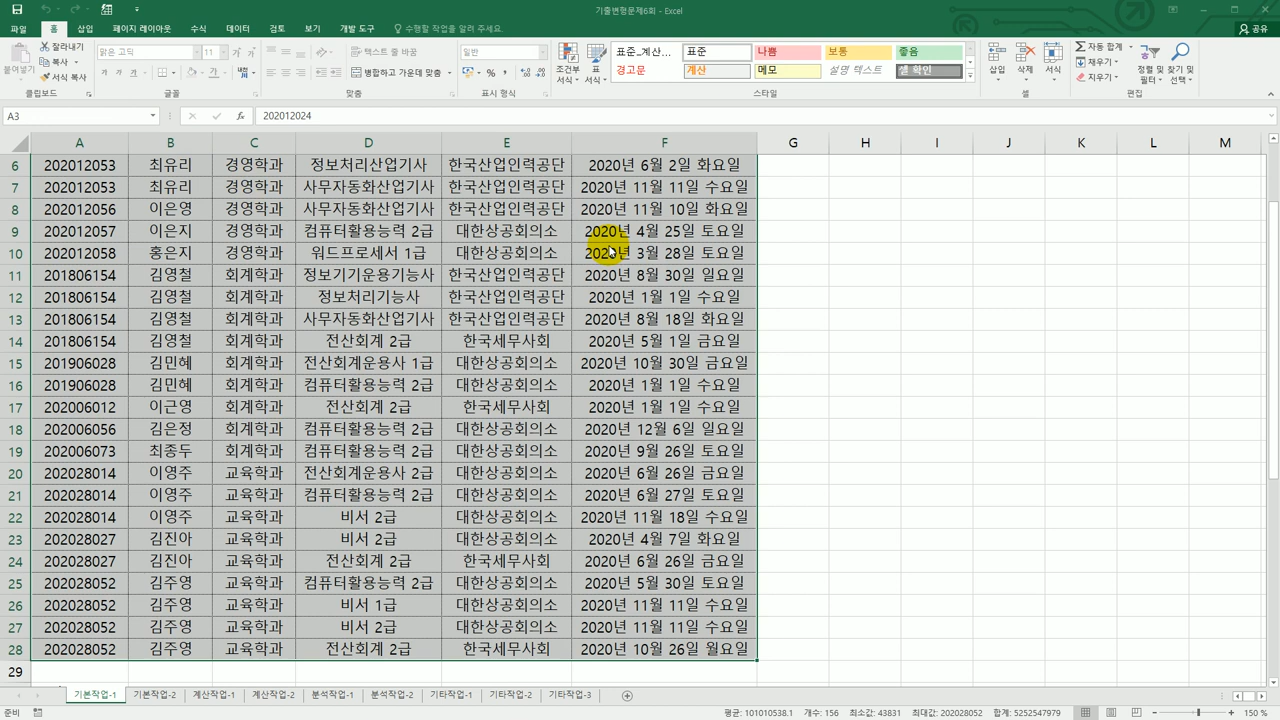 기출변형문제6회 - Excel
파일 홈 삽입 페이지 레이아웃 수식 데이터 검토 보기 개발 도구 수행할 작업을 알려 주세요. 공유
붙여넣기 잘라내기 복사 서식 복사 클립보드
맑은 고딕 11 글꼴
텍스트 줄 바꿈 병합하고 가운데 맞춤 맞춤
일반 표시 형식
조건부 서식 표 서식 표준_계산... 표준 나쁨 보통 좋음
경고문 계산 메모 설명 텍스트 셀 확인 스타일
삽입 삭제 서식 셀
자동 합계 채우기 지우기 정렬 및 필터 찾기 및 선택 편집
A3 fx 202012024
A B C D E F G H I J K L M
6 202012053 최유리 경영학과 정보처리산업기사 한국산업인력공단 2020년 6월 2일 화요일
7 202012053 최유리 경영학과 사무자동화산업기사 한국산업인력공단 2020년 11월 11일 수요일
8 202012056 이은영 경영학과 사무자동화산업기사 한국산업인력공단 2020년 11월 10일 화요일
9 202012057 이은지 경영학과 컴퓨터활용능력 2급 대한상공회의소 2020년 4월 25일 토요일
10 202012058 홍은지 경영학과 워드프로세서 1급 대한상공회의소 2020년 3월 28일 토요일
11 201806154 김영철 회계학과 정보기기운용기능사 한국산업인력공단 2020년 8월 30일 일요일
12 201806154 김영철 회계학과 정보처리기능사 한국산업인력공단 2020년 1월 1일 수요일
13 201806154 김영철 회계학과 사무자동화산업기사 한국산업인력공단 2020년 8월 18일 화요일
14 201806154 김영철 회계학과 전산회계 2급 한국세무사회 2020년 5월 1일 금요일
15 201906028 김민혜 회계학과 전산회계운용사 1급 대한상공회의소 2020년 10월 30일 금요일
16 201906028 김민혜 회계학과 컴퓨터활용능력 2급 대한상공회의소 2020년 1월 1일 수요일
17 202006012 이근영 회계학과 전산회계 2급 한국세무사회 2020년 1월 1일 수요일
18 202006056 김은정 회계학과 컴퓨터활용능력 2급 대한상공회의소 2020년 12월 6일 일요일
19 202006073 최종두 회계학과 컴퓨터활용능력 2급 대한상공회의소 2020년 9월 26일 토요일
20 202028014 이영주 교육학과 전산회계운용사 2급 대한상공회의소 2020년 6월 26일 금요일
21 202028014 이영주 교육학과 컴퓨터활용능력 2급 대한상공회의소 2020년 6월 27일 토요일
22 202028014 이영주 교육학과 비서 2급 대한상공회의소 2020년 11월 18일 수요일
23 202028027 김진아 교육학과 비서 2급 대한상공회의소 2020년 4월 7일 화요일
24 202028027 김진아 교육학과 전산회계 2급 한국세무사회 2020년 6월 26일 금요일
25 202028052 김주영 교육학과 컴퓨터활용능력 2급 대한상공회의소 2020년 5월 30일 토요일
26 202028052 김주영 교육학과 비서 1급 대한상공회의소 2020년 11월 11일 수요일
27 202028052 김주영 교육학과 비서 2급 대한상공회의소 2020년 11월 11일 수요일
28 202028052 김주영 교육학과 전산회계 2급 한국세무사회 2020년 10월 26일 월요일
29
기본작업-1 기본작업-2 계산작업-1 계산작업-2 분석작업-1 분석작업-2 기타작업-1 기타작업-2 기타작업-3
준비 평균: 101010538.1 개수: 156 최소값: 43831 최대값: 202028052 합계: 5252547979 150 %